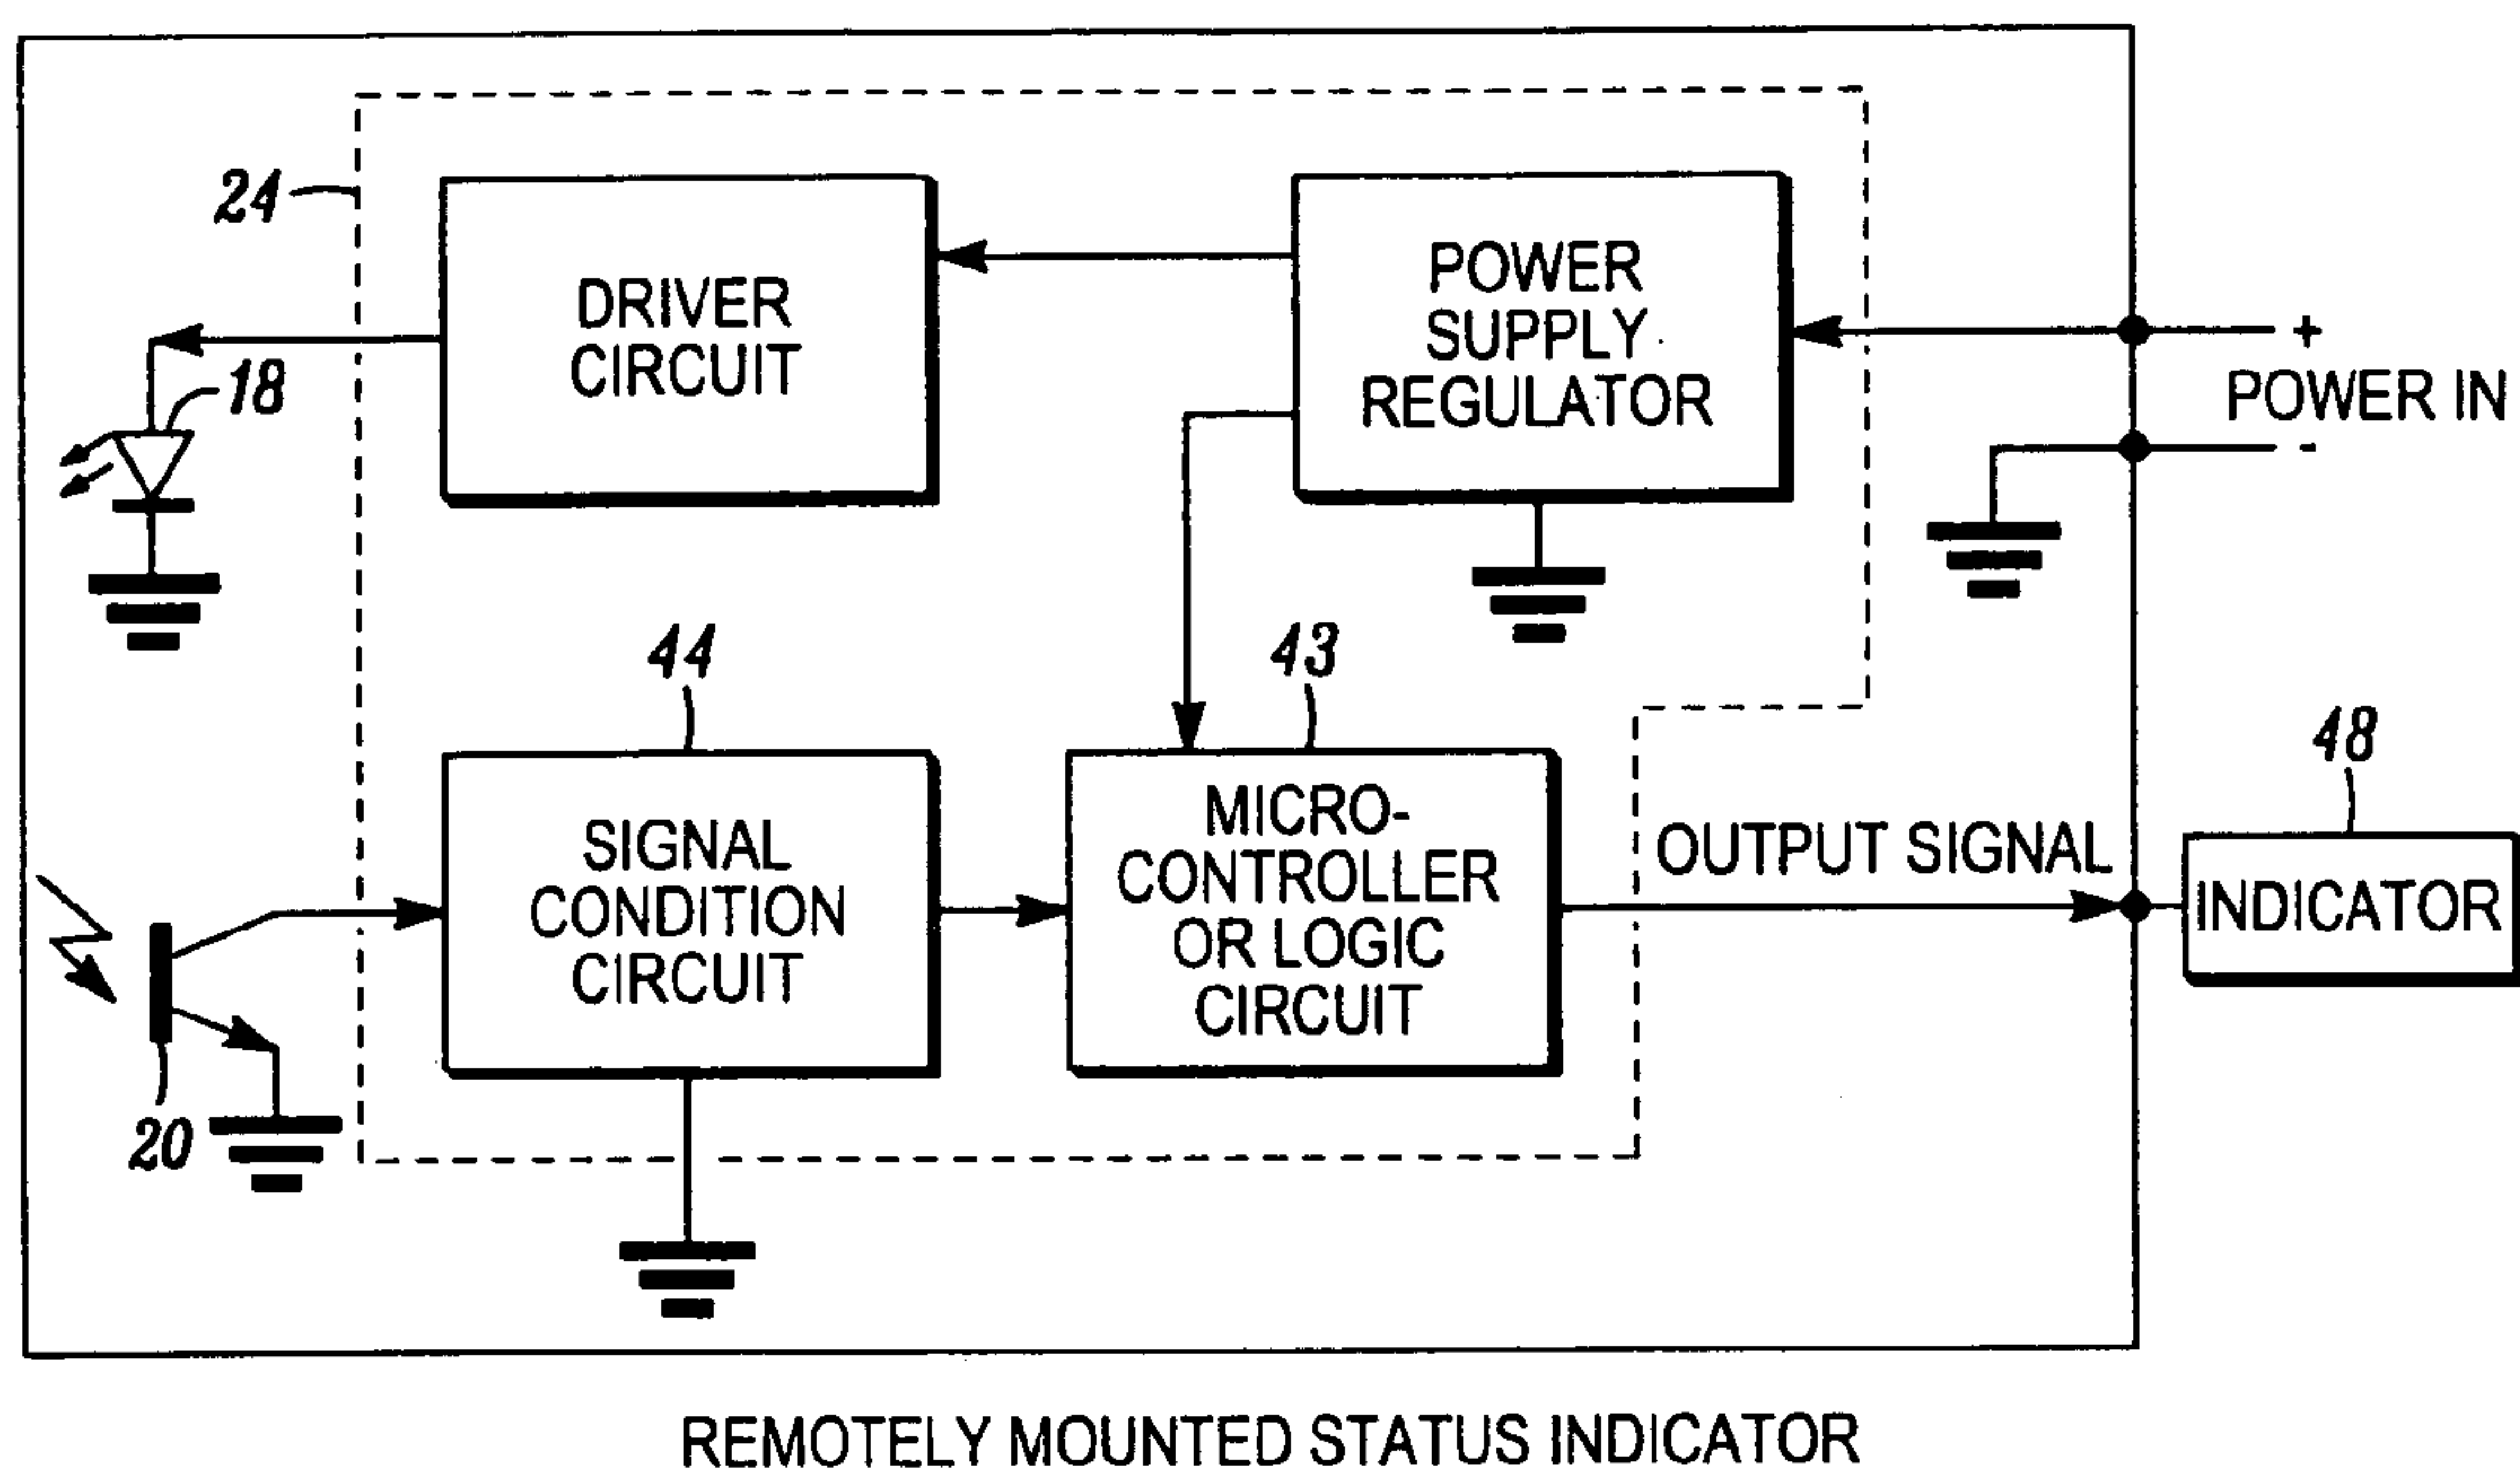 24
DRIVER
CIRCUIT
POWER
SUPPLY
REGULATOR
+
POWER IN
-
18
44
43
48
SIGNAL
CONDITION
CIRCUIT
MICRO-
CONTROLLER
OR LOGIC
CIRCUIT
OUTPUT SIGNAL
INDICATOR
20
REMOTELY MOUNTED STATUS INDICATOR